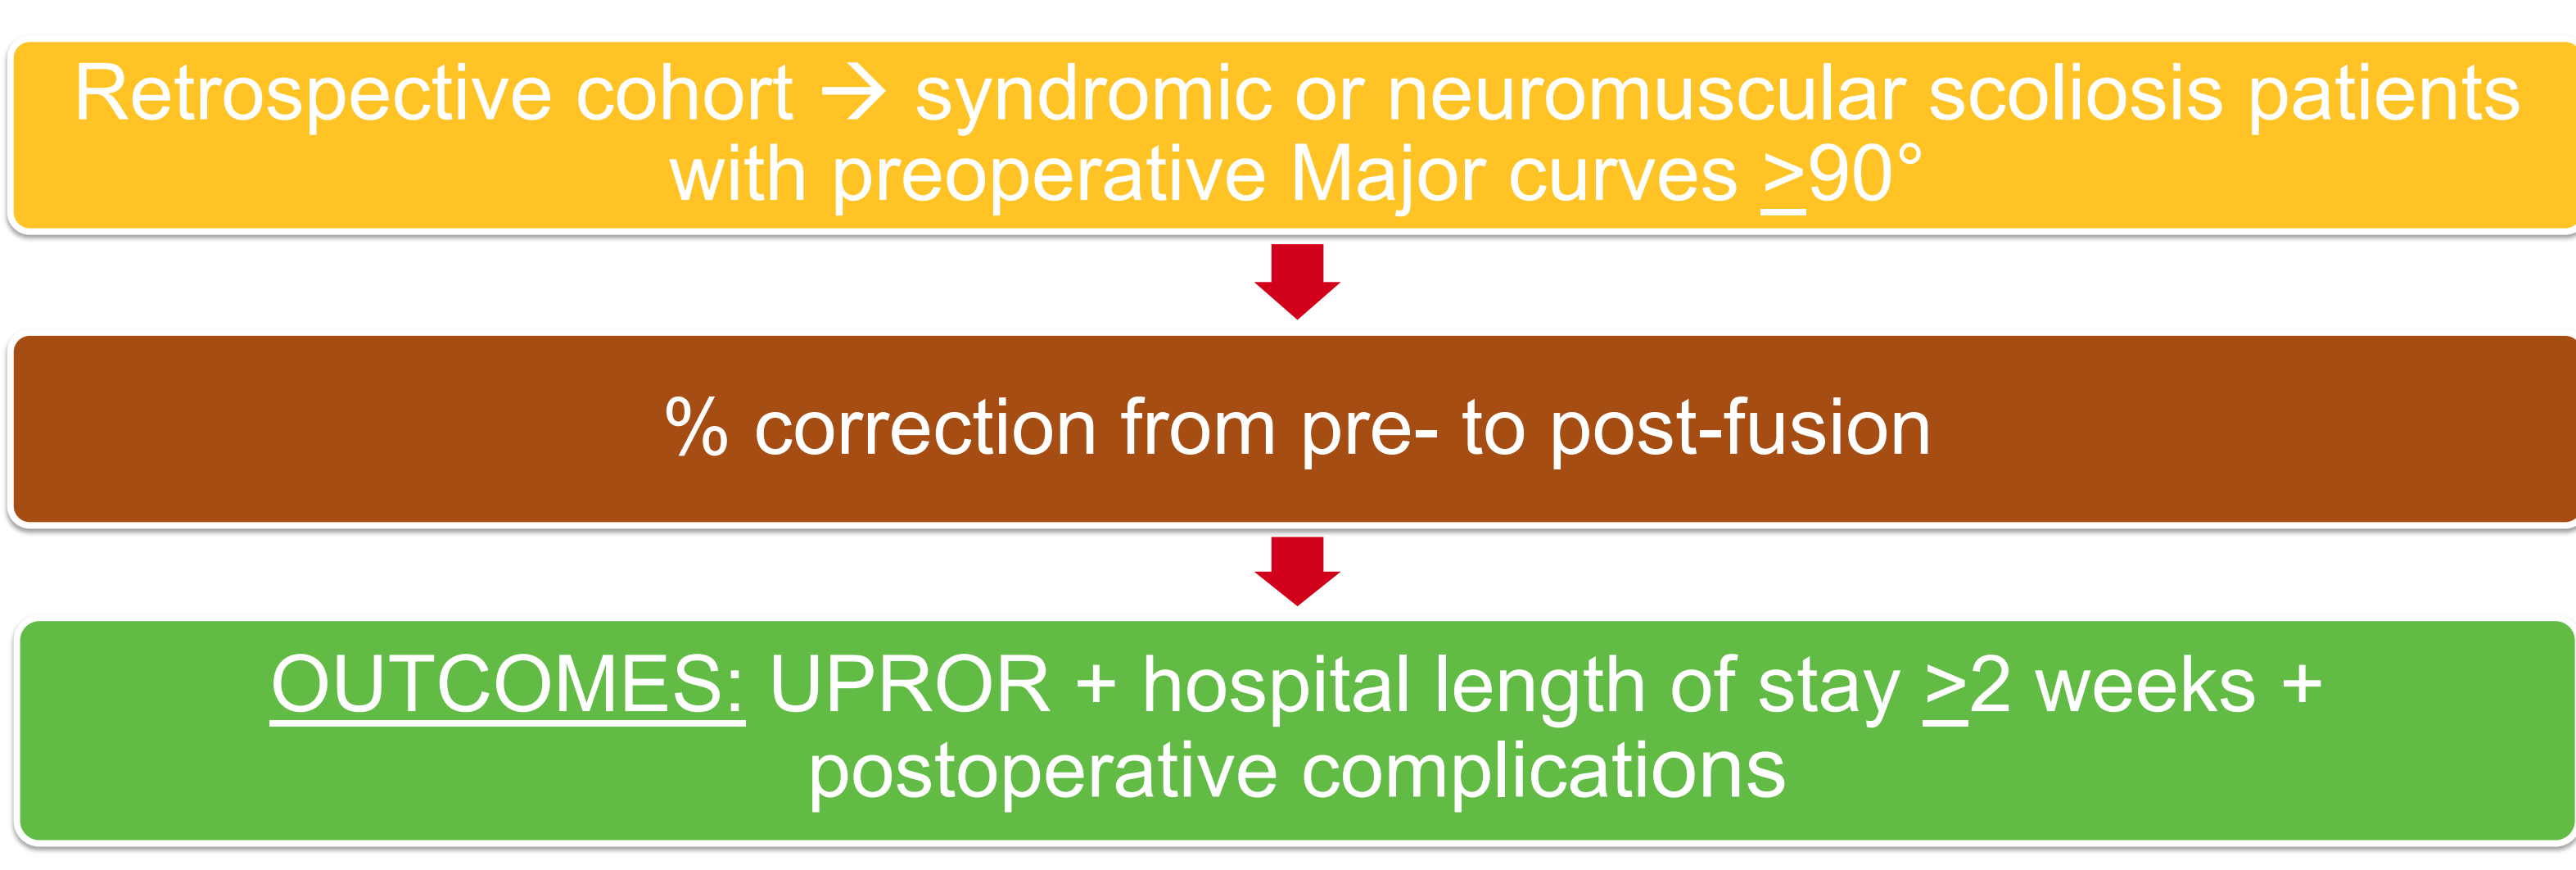 Retrospective cohort → syndromic or neuromuscular scoliosis patients
with preoperative Major curves ≥90°
% correction from pre- to post-fusion
OUTCOMES: UPROR + hospital length of stay ≥2 weeks +
postoperative complications